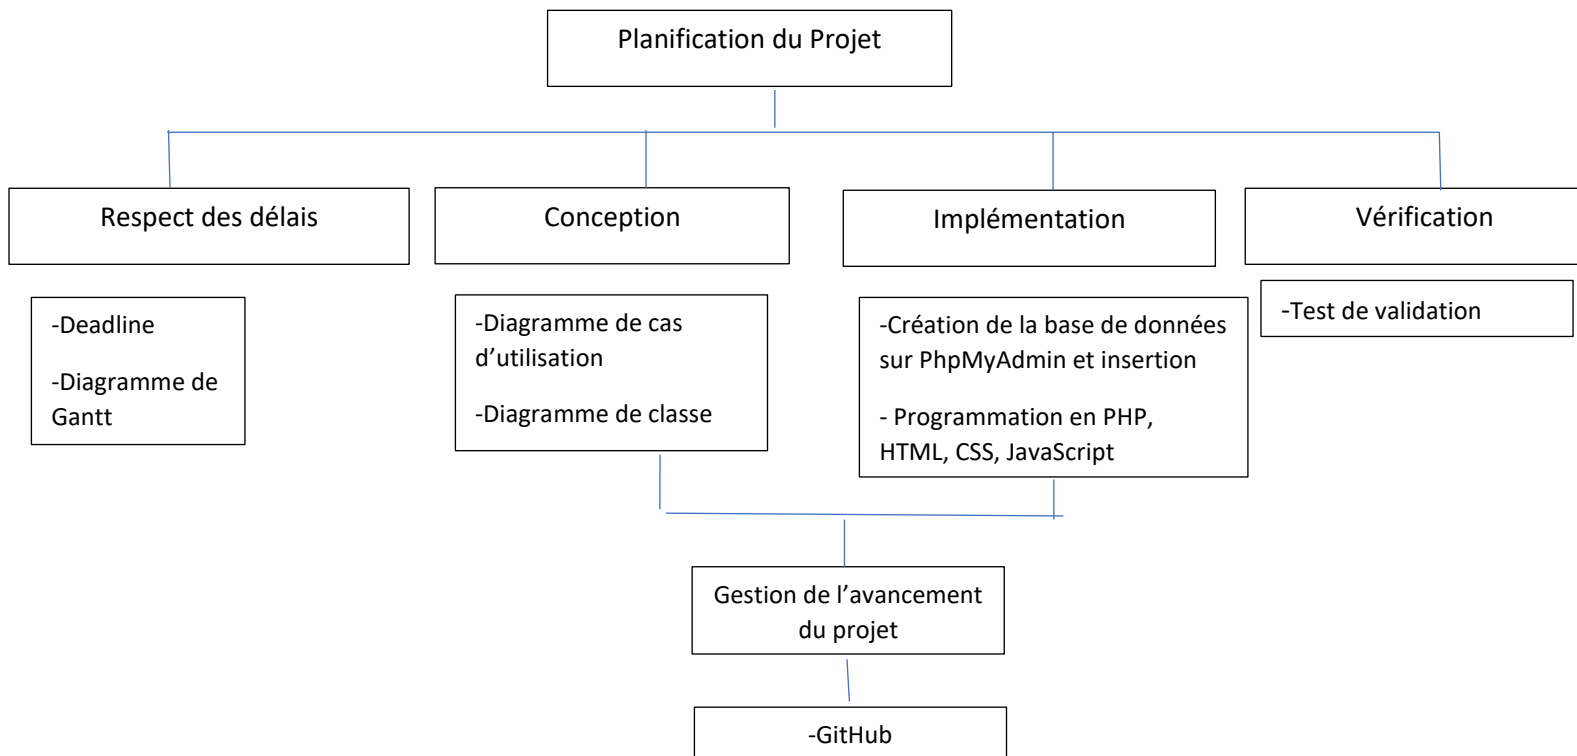 Planification du Projet
Respect des délais
Conception
Implémentation
Vérification
-Deadline
-Diagramme de
Gantt
-Diagramme de cas
d’utilisation
-Diagramme de classe
-Création de la base de données
sur PhpMyAdmin et insertion
- Programmation en PHP,
HTML, CSS, JavaScript
-Test de validation
Gestion de l’avancement
du projet
-GitHub